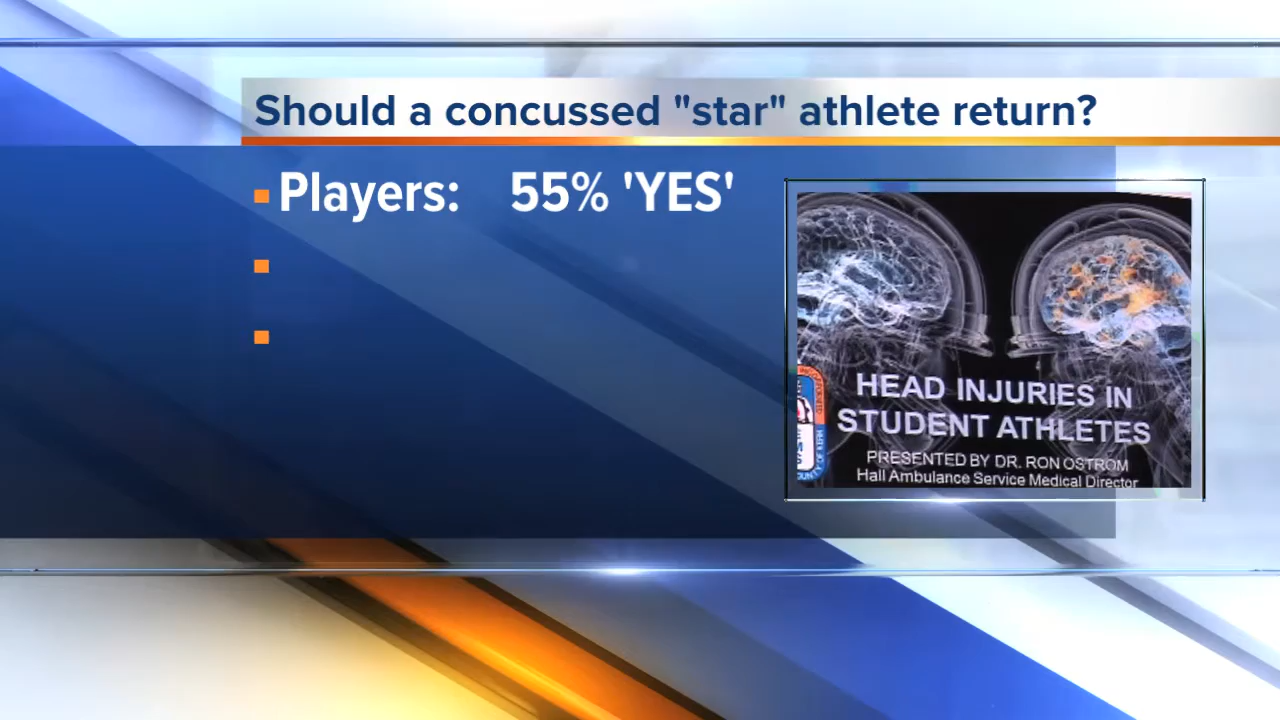 Should a concussed "star" athlete return?
Players: 55% 'YES'
HEAD INJURIES IN
STUDENT ATHLETES
PRESENTED BY DR. RON OSTROM
Hall Ambulance Service Medical Director